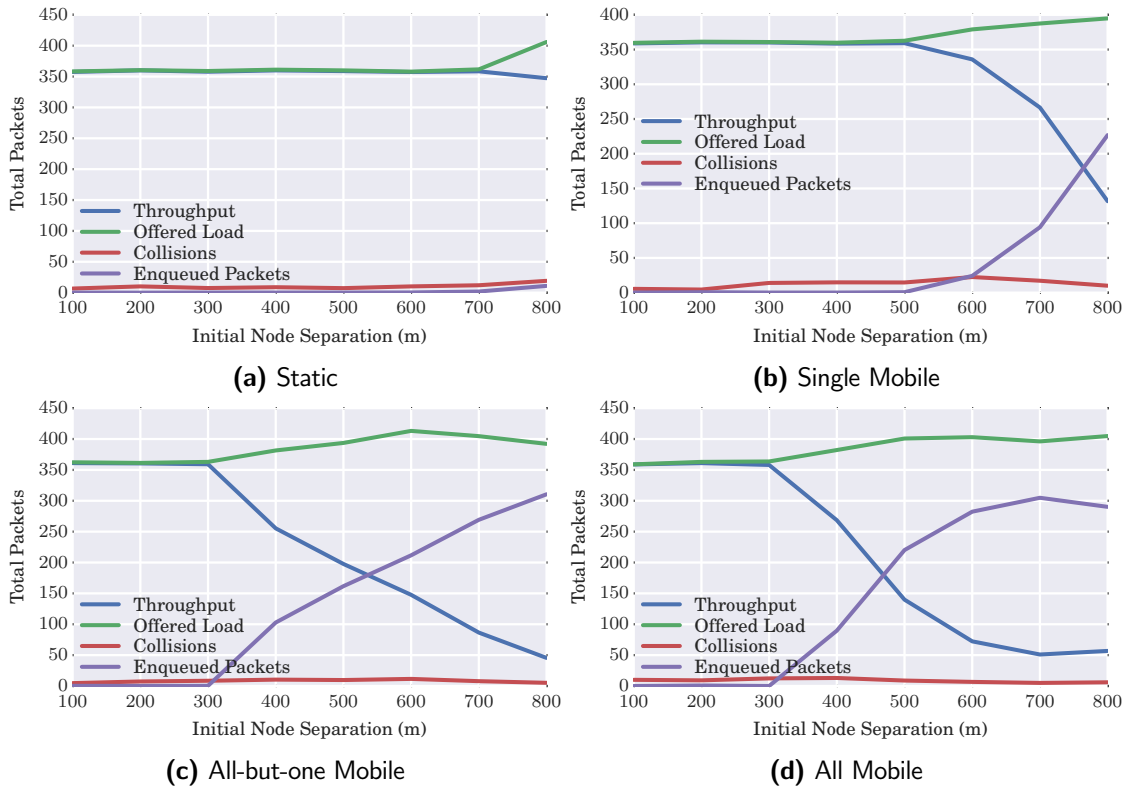 450
400
350
300
250
200
150
100
50
0
Total Packets
Throughput
Offered Load
Collisions
Enqueued Packets
100 200 300 400 500 600 700 800
Initial Node Separation (m)
(a) Static
400
350
300
250
200
150
100
50
0
Total Packets
Throughput
Offered Load
Collisions
Enqueued Packets
100 200 300 400 500 600 700 800
Initial Node Separation (m)
(b) Single Mobile
450
400
350
300
250
200
150
100
50
0
Total Packets
Throughput
Offered Load
Collisions
Enqueued Packets
100 200 300 400 500 600 700 800
Initial Node Separation (m)
(c) All-but-one Mobile
450
400
350
300
250
200
150
100
50
0
Total Packets
Throughput
Offered Load
Collisions
Enqueued Packets
100 200 300 400 500 600 700 800
Initial Node Separation (m)
(d) All Mobile